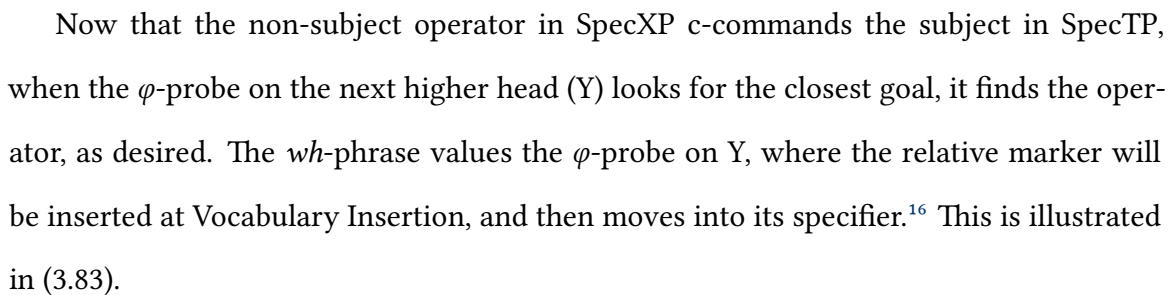 Now that the non-subject operator in SpecXP c-commands the subject in SpecTP,
when the φ-probe on the next higher head (Y) looks for the closest goal, it finds the oper-
ator, as desired. The wh-phrase values the φ-probe on Y, where the relative marker will
be inserted at Vocabulary Insertion, and then moves into its specifier.¹⁶ This is illustrated
in (3.83).